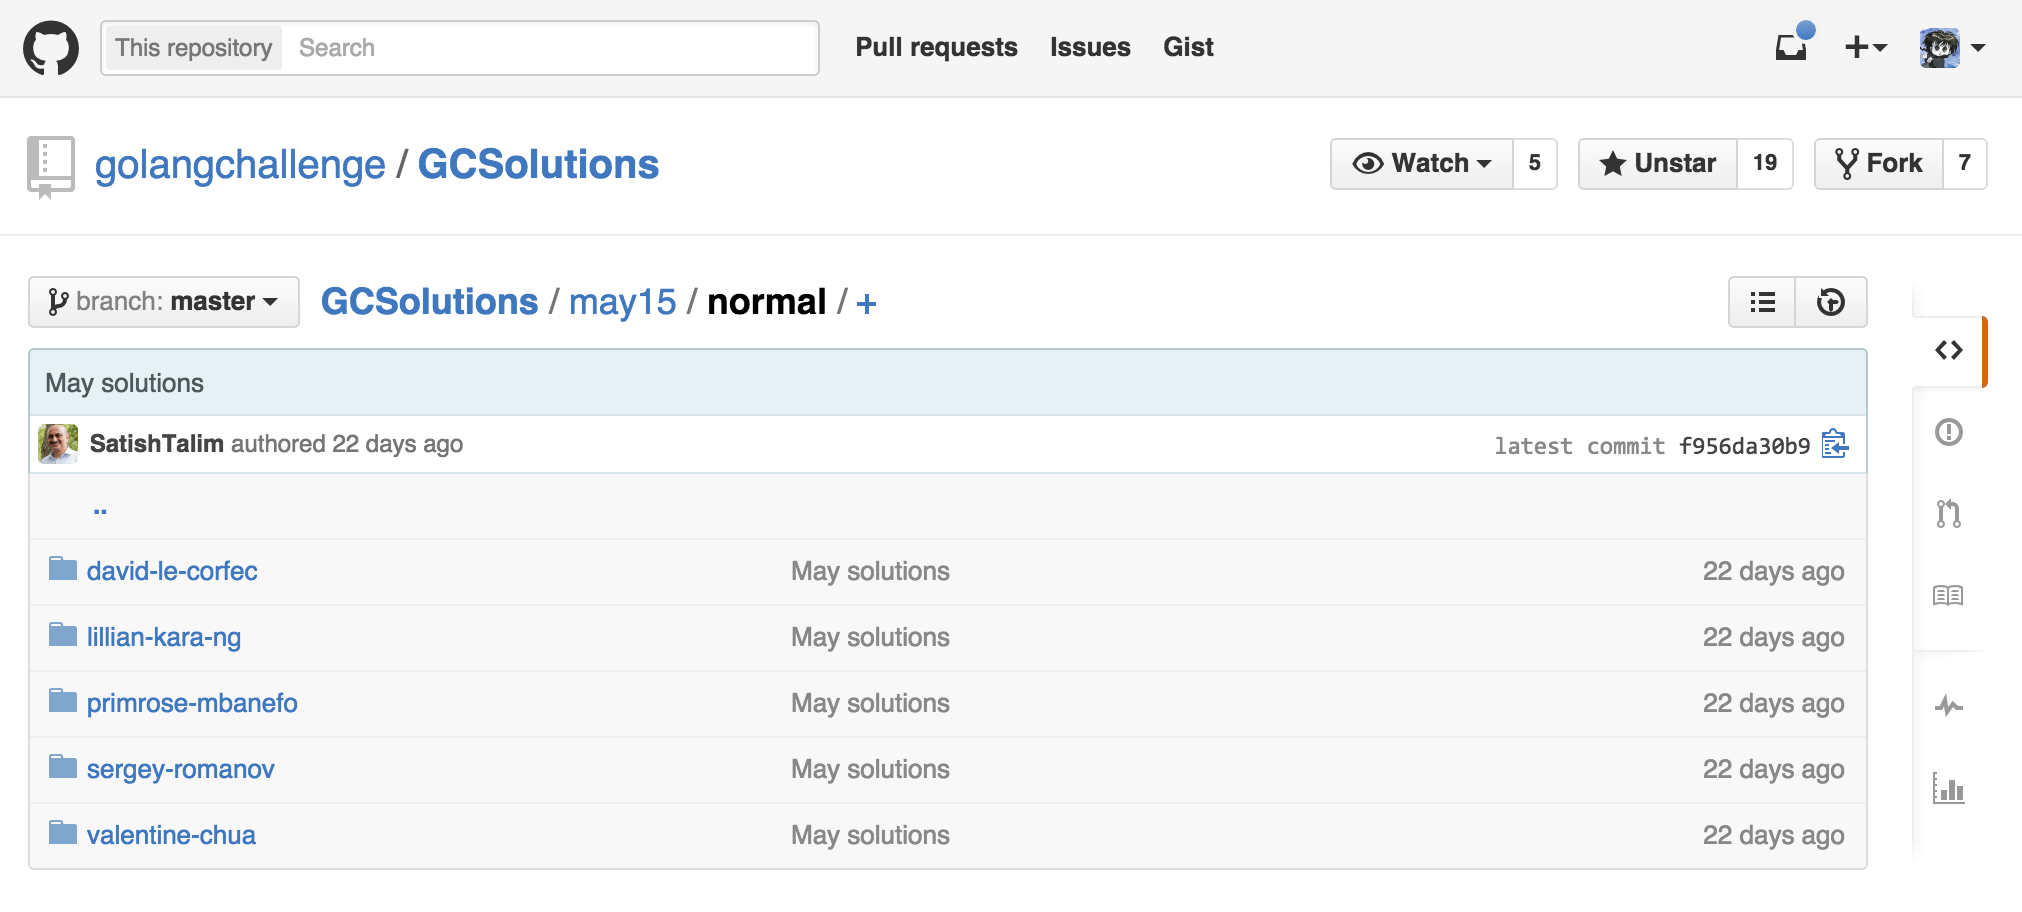 This repository Search Pull requests Issues Gist
golangchallenge / GCSolutions Watch 5 Unstar 19 Fork 7
branch: master GCSolutions / may15 / normal / +
May solutions
SatishTalim authored 22 days ago latest commit f956da30b9
..
david-le-corfec May solutions 22 days ago
lillian-kara-ng May solutions 22 days ago
primrose-mbanefo May solutions 22 days ago
sergey-romanov May solutions 22 days ago
valentine-chua May solutions 22 days ago